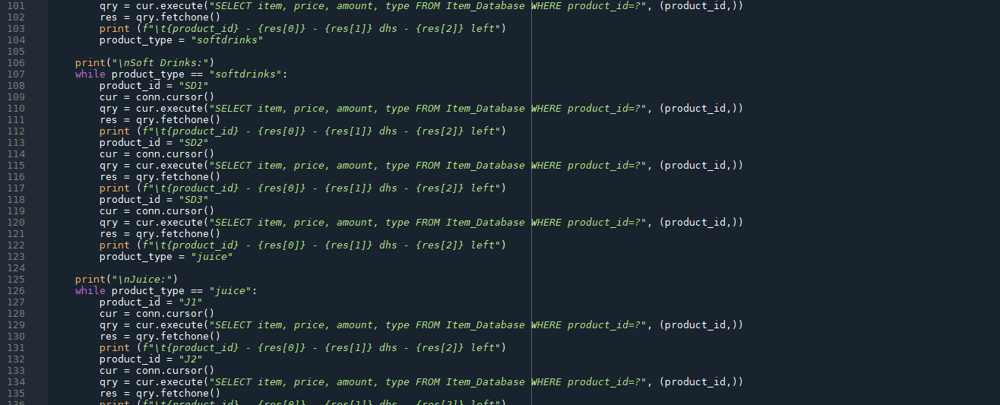 101 qry = cur.execute("SELECT item, price, amount, type FROM Item_Database WHERE product_id=?", (product_id,))
102 res = qry.fetchone()
103 print (f"\t{product_id} - {res[0]} - {res[1]} dhs - {res[2]} left")
104 product_type = "softdrinks"
105
106 print("\nSoft Drinks:")
107 while product_type == "softdrinks":
108 product_id = "SD1"
109 cur = conn.cursor()
110 qry = cur.execute("SELECT item, price, amount, type FROM Item_Database WHERE product_id=?", (product_id,))
111 res = qry.fetchone()
112 print (f"\t{product_id} - {res[0]} - {res[1]} dhs - {res[2]} left")
113 product_id = "SD2"
114 cur = conn.cursor()
115 qry = cur.execute("SELECT item, price, amount, type FROM Item_Database WHERE product_id=?", (product_id,))
116 res = qry.fetchone()
117 print (f"\t{product_id} - {res[0]} - {res[1]} dhs - {res[2]} left")
118 product_id = "SD3"
119 cur = conn.cursor()
120 qry = cur.execute("SELECT item, price, amount, type FROM Item_Database WHERE product_id=?", (product_id,))
121 res = qry.fetchone()
122 print (f"\t{product_id} - {res[0]} - {res[1]} dhs - {res[2]} left")
123 product_type = "juice"
124
125 print("\nJuice:")
126 while product_type == "juice":
127 product_id = "J1"
128 cur = conn.cursor()
129 qry = cur.execute("SELECT item, price, amount, type FROM Item_Database WHERE product_id=?", (product_id,))
130 res = qry.fetchone()
131 print (f"\t{product_id} - {res[0]} - {res[1]} dhs - {res[2]} left")
132 product_id = "J2"
133 cur = conn.cursor()
134 qry = cur.execute("SELECT item, price, amount, type FROM Item_Database WHERE product_id=?", (product_id,))
135 res = qry.fetchone()
136 print (f"\t{product_id} - {res[0]} - {res[1]} dhs - {res[2]} left")